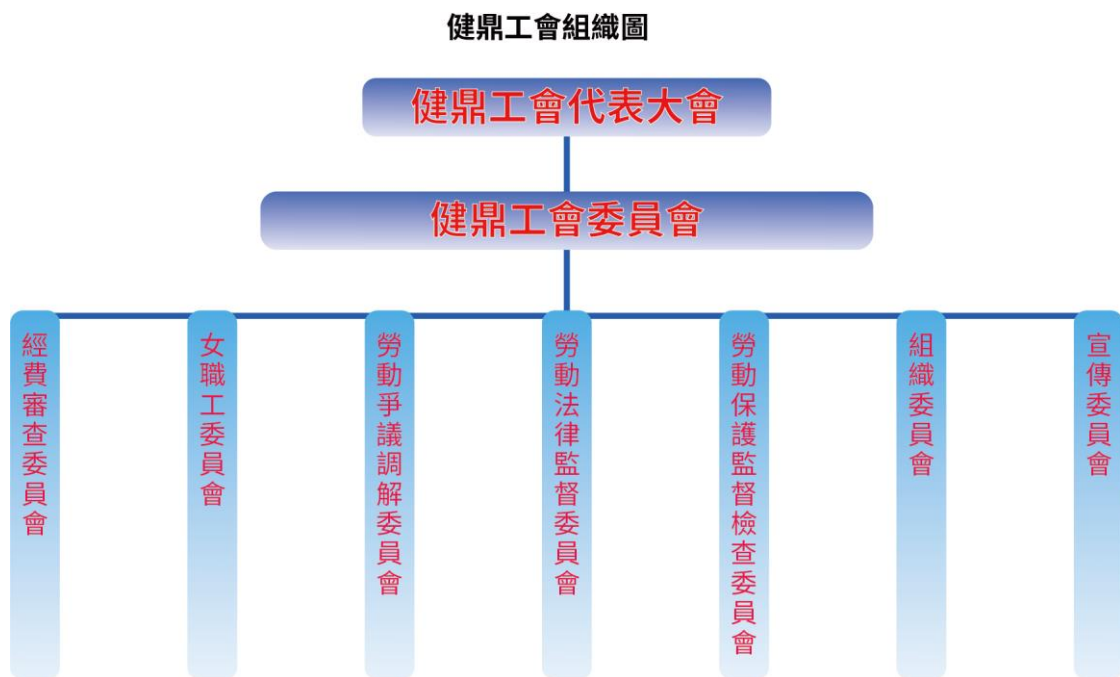 健鼎工會組織圖
健鼎工會代表大會
健鼎工會委員會
經費審查委員會
女職工委員會
勞動爭議調解委員會
勞動法律監督委員會
勞動保護監督檢查委員會
組織委員會
宣傳委員會